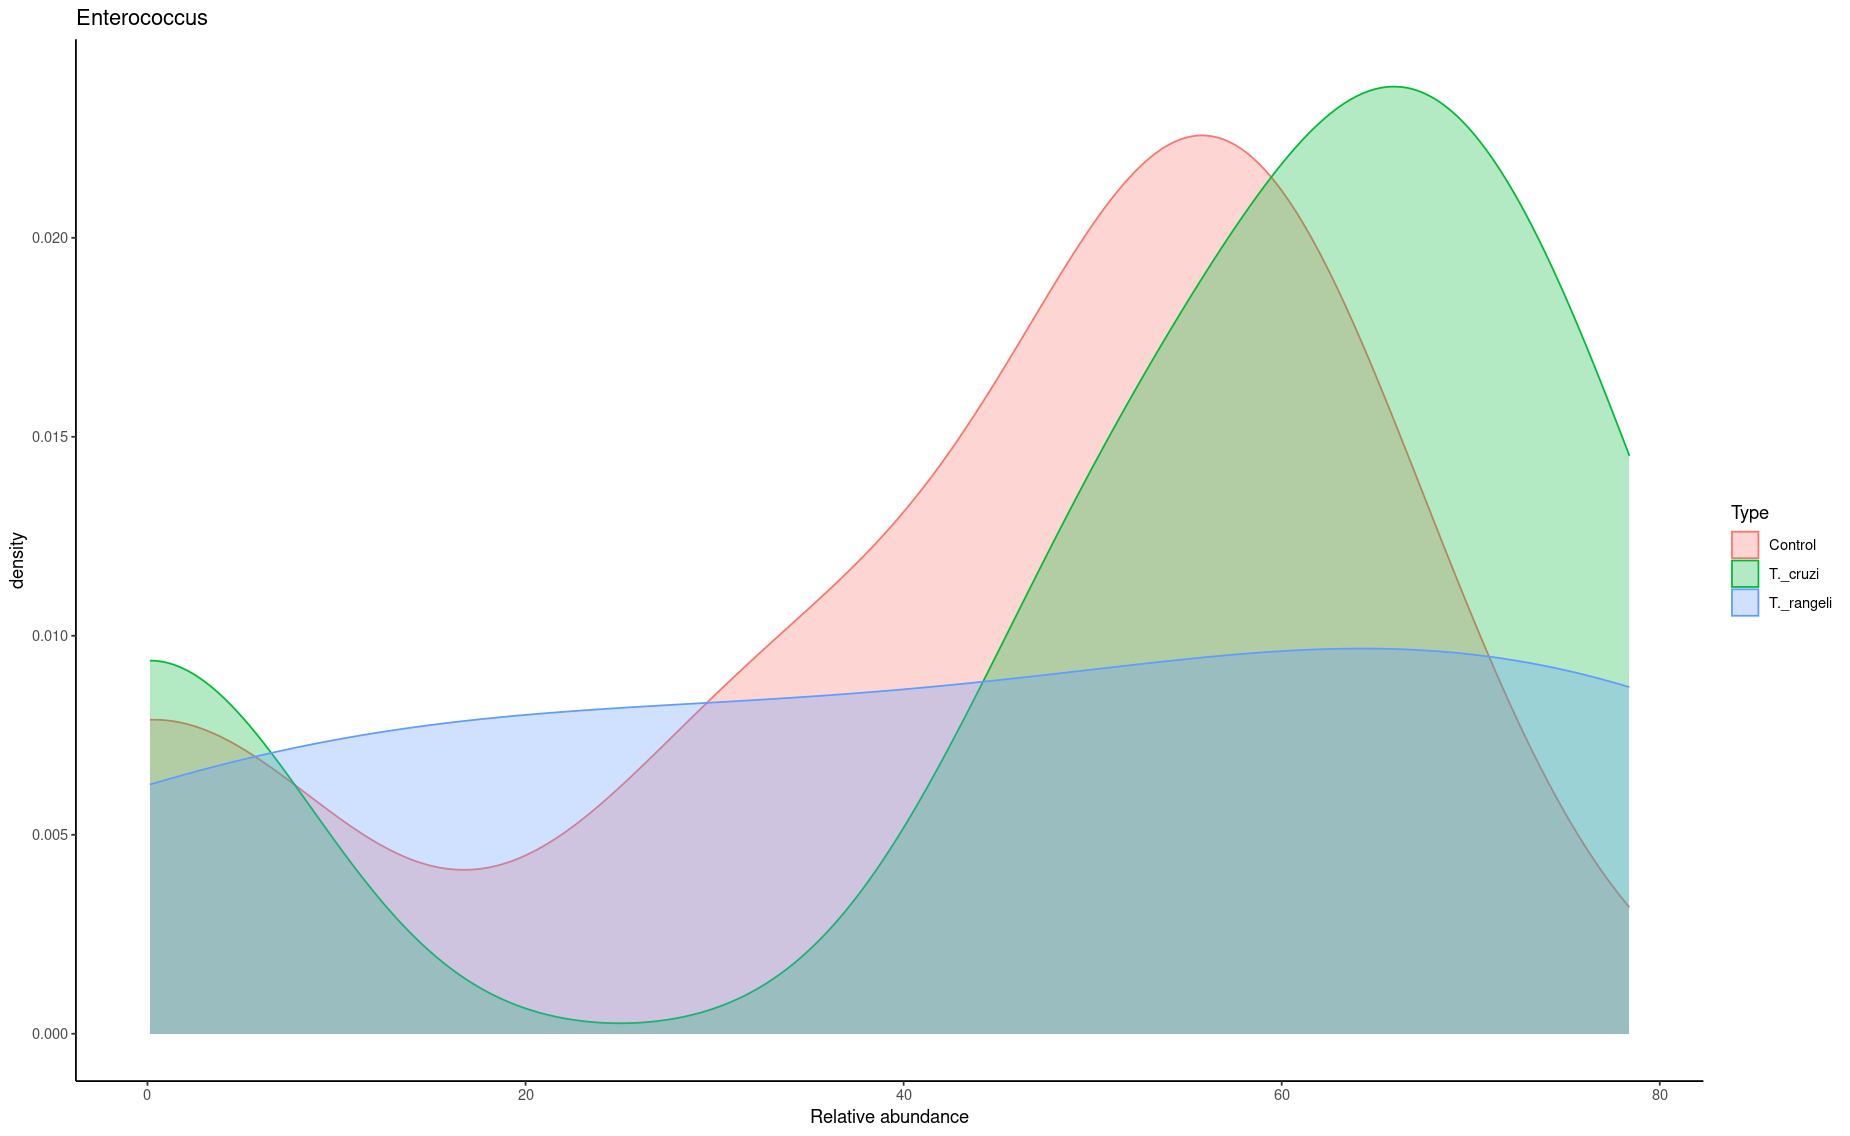 Enterococcus
0.020
0.015
0.010
0.005
0.000
density
0
20
40
60
80
Relative abundance
Type
Control
T._cruzi
T._rangeli